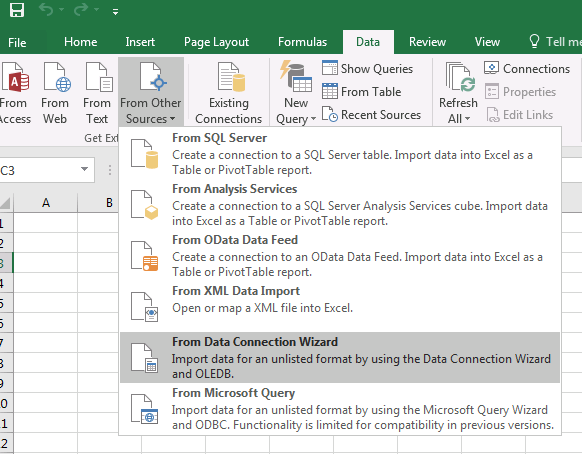 File Home Insert Page Layout Formulas Data Review View Tell me
From Access
From Web
From Text
From Other Sources
Existing Connections
New Query
Show Queries
From Table
Recent Sources
Refresh All
Connections
Properties
Edit Links
Get Ext
C3
From SQL Server
Create a connection to a SQL Server table. Import data into Excel as a
Table or PivotTable report.
From Analysis Services
Create a connection to a SQL Server Analysis Services cube. Import data
into Excel as a Table or PivotTable report.
From OData Data Feed
Create a connection to an OData Data Feed. Import data into Excel as a
Table or PivotTable report.
From XML Data Import
Open or map a XML file into Excel.
From Data Connection Wizard
Import data for an unlisted format by using the Data Connection Wizard
and OLEDB.
From Microsoft Query
Import data for an unlisted format by using the Microsoft Query Wizard
and ODBC. Functionality is limited for compatibility in previous versions.
A B
1
2
3
4
5
6
7
8
9
10
11
12